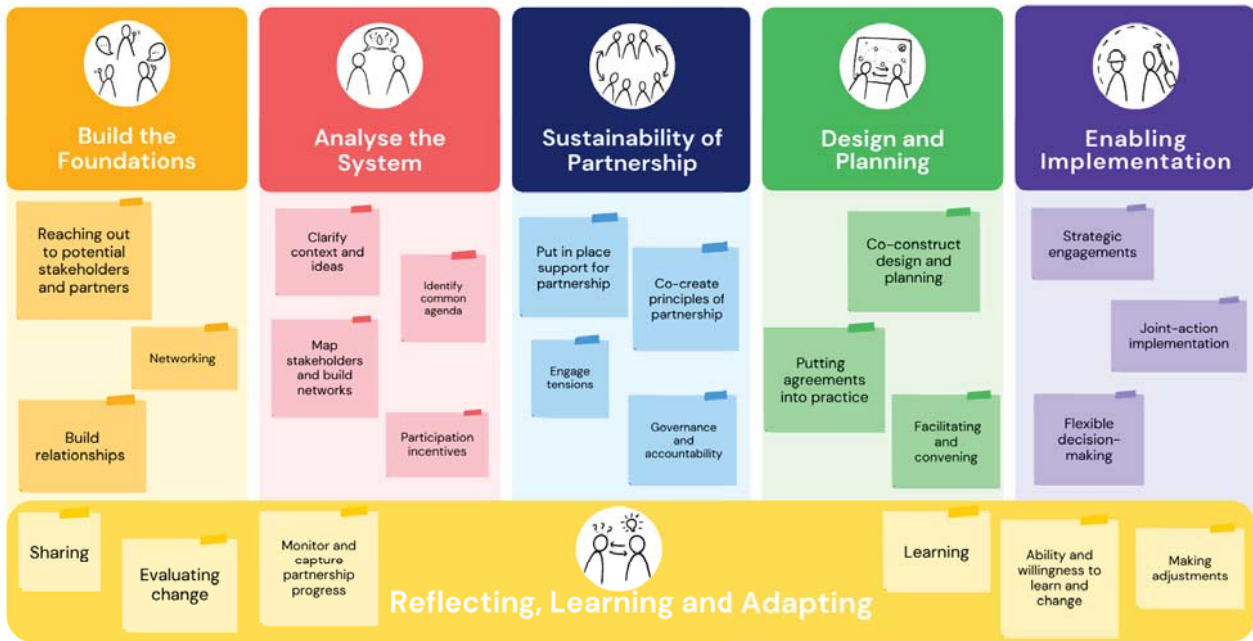 Build the
Foundations
Analyse the
System
Sustainability of
Partnership
Design and
Planning
Enabling
Implementation
Reaching out
to potential
stakeholders
and partners
Networking
Build
relationships
Clarify
context and
ideas
Identify
common
agenda
Map
stakeholders
and build
networks
Participation
incentives
Put in place
support for
partnership
Co-create
principles of
partnership
Engage
tensions
Governance
and
accountability
Co-construct
design and
planning
Putting
agreements
into practice
Facilitating
and
convening
Strategic
engagements
Joint-action
implementation
Flexible
decision-
making
Sharing
Evaluating
change
Monitor and
capture
partnership
progress
???
Reflecting, Learning and Adapting
Learning
Ability and
willingness to
learn and
change
Making
adjustments